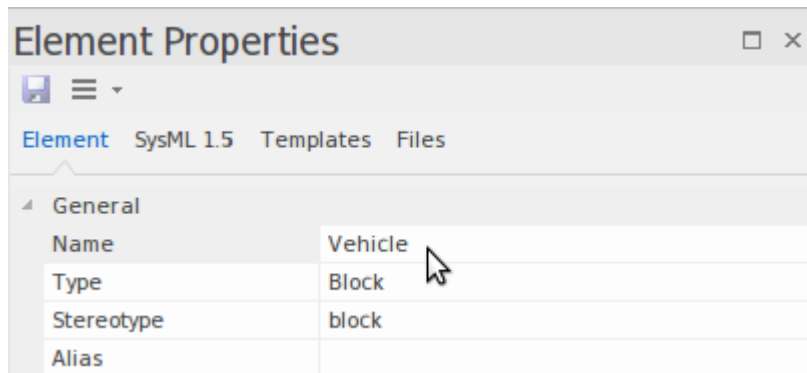 Element Properties
Element SysML 1.5 Templates Files
General
Name Vehicle
Type Block
Stereotype block
Alias